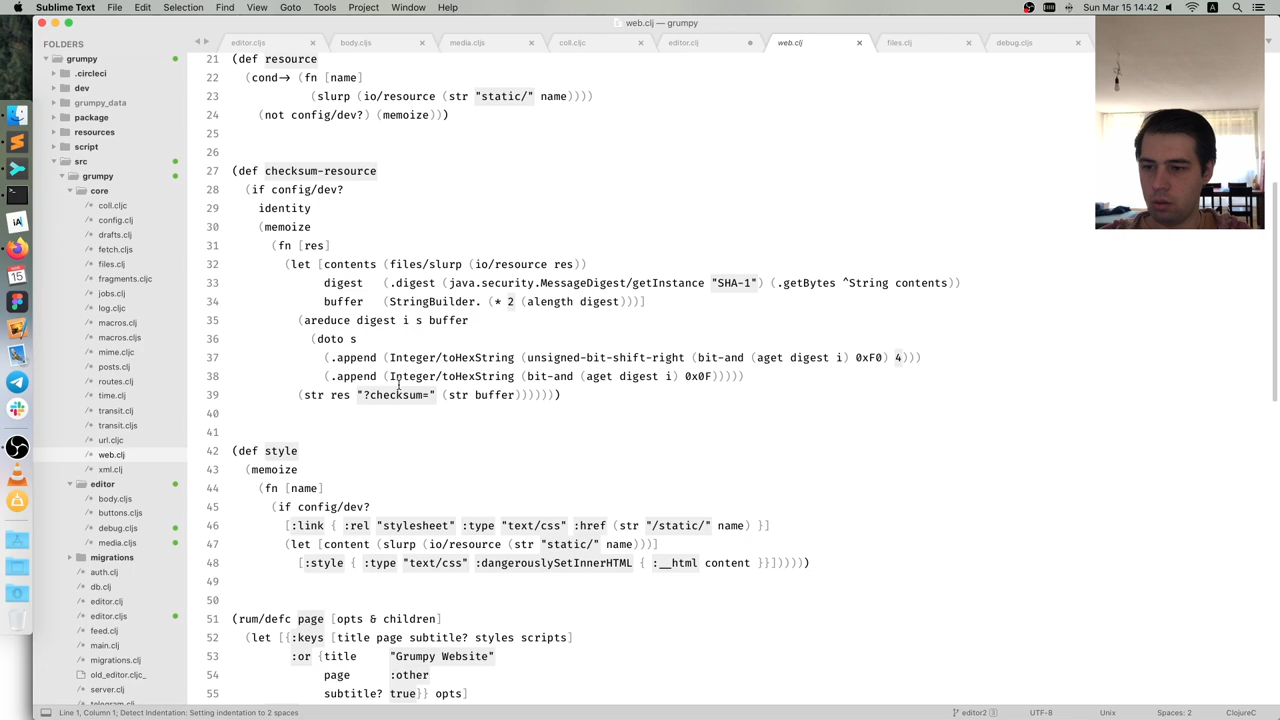 Sublime Text File Edit Selection Find View Goto Tools Project Window Help
A Sun Mar 15 14:42
web.clj — grumpy
FOLDERS
grumpy
.circleci
dev
grumpy_data
package
resources
script
src
grumpy
core
coll.cljc
config.clj
drafts.clj
fetch.cljs
files.clj
fragments.cljc
jobs.clj
log.cljc
macros.clj
macros.cljs
mime.cljc
posts.clj
routes.clj
time.clj
transit.clj
transit.cljs
url.cljc
web.clj
xml.clj
editor
body.cljs
buttons.cljs
debug.cljs
media.cljs
migrations
auth.clj
db.clj
editor.clj
editor.cljs
feed.clj
main.clj
migrations.clj
old_editor.cljc_
server.clj
telegram.clj
editor.cljs × body.cljs × media.cljs × coll.cljc × editor.clj web.clj × files.clj × debug.cljs ×
21 (def resource
22 (cond→ (fn [name]
23 (slurp (io/resource (str "static/" name))))
24 (not config/dev?) (memoize)))
25
26
27 (def checksum-resource
28 (if config/dev?
29 identity
30 (memoize
31 (fn [res]
32 (let [contents (files/slurp (io/resource res))
33 digest (.digest (java.security.MessageDigest/getInstance "SHA-1") (.getBytes ^String contents))
34 buffer (StringBuilder. (* 2 (alength digest)))]
35 (areduce digest i s buffer
36 (doto s
37 (.append (Integer/toHexString (unsigned-bit-shift-right (bit-and (aget digest i) 0xF0) 4)))
38 (.append (Integer/toHexString (bit-and (aget digest i) 0x0F)))))
39 (str res "?checksum=" (str buffer))))))
40
41
42 (def style
43 (memoize
44 (fn [name]
45 (if config/dev?
46 [:link { :rel "stylesheet" :type "text/css" :href (str "/static/" name) }]
47 (let [content (slurp (io/resource (str "static/" name)))]
48 [:style { :type "text/css" :dangerouslySetInnerHTML { :__html content }}])))))
49
50
51 (rum/defc page [opts & children]
52 (let [{:keys [title page subtitle? styles scripts]
53 :or {title "Grumpy Website"
54 page :other
55 subtitle? true}} opts]
Line 1, Column 1; Detect Indentation: Setting indentation to 2 spaces
editor2 3 UTF-8 Unix Spaces: 2 ClojureC
15
iA